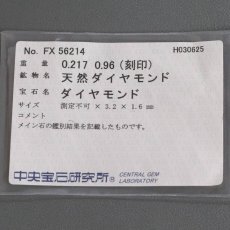 No. FX 56214 H030625
重量 0.217 0.96 (刻印)
鉱物名 天然ダイヤモンド
宝石名 ダイヤモンド
サイズ 測定不可 × 3.2 × 1.6 mm
コメント
メイン石の鑑別結果を記載したものです。
中央宝石研究所® CENTRAL GEM LABORATORY